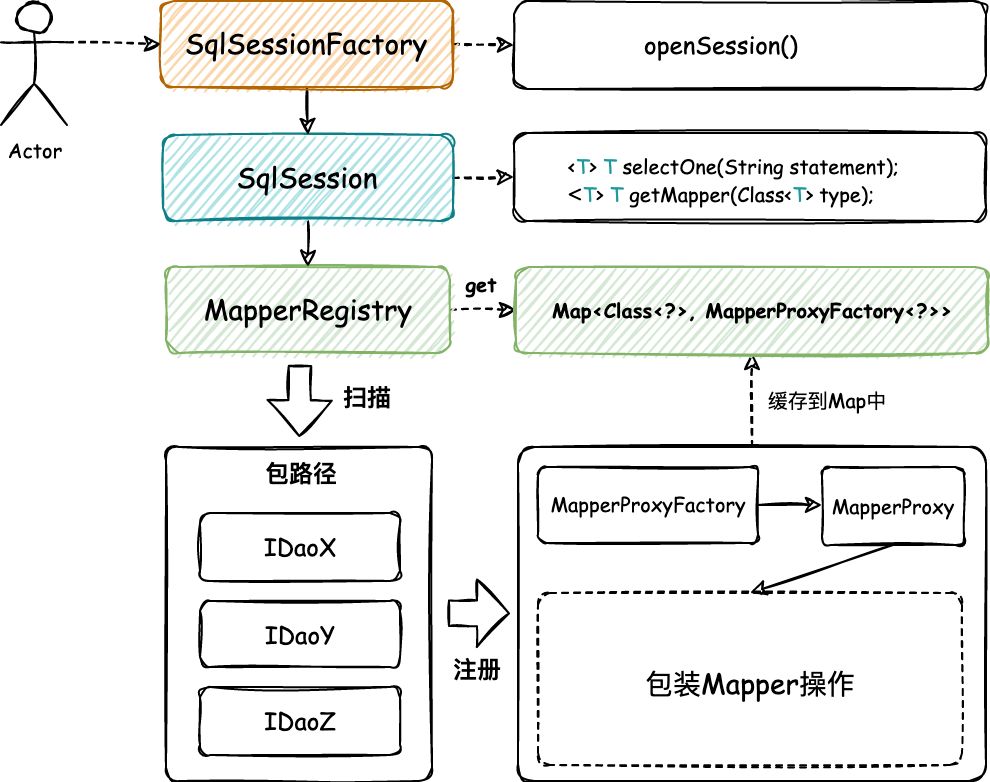 SqlSessionFactory
openSession()
Actor
SqlSession
<T> T selectOne(String statement);
<T> T getMapper(Class<T> type);
MapperRegistry
get
Map<Class<?>, MapperProxyFactory<?>>
扫描
缓存到Map中
包路径
IDaoX
IDaoY
IDaoZ
注册
MapperProxyFactory
MapperProxy
包装Mapper操作